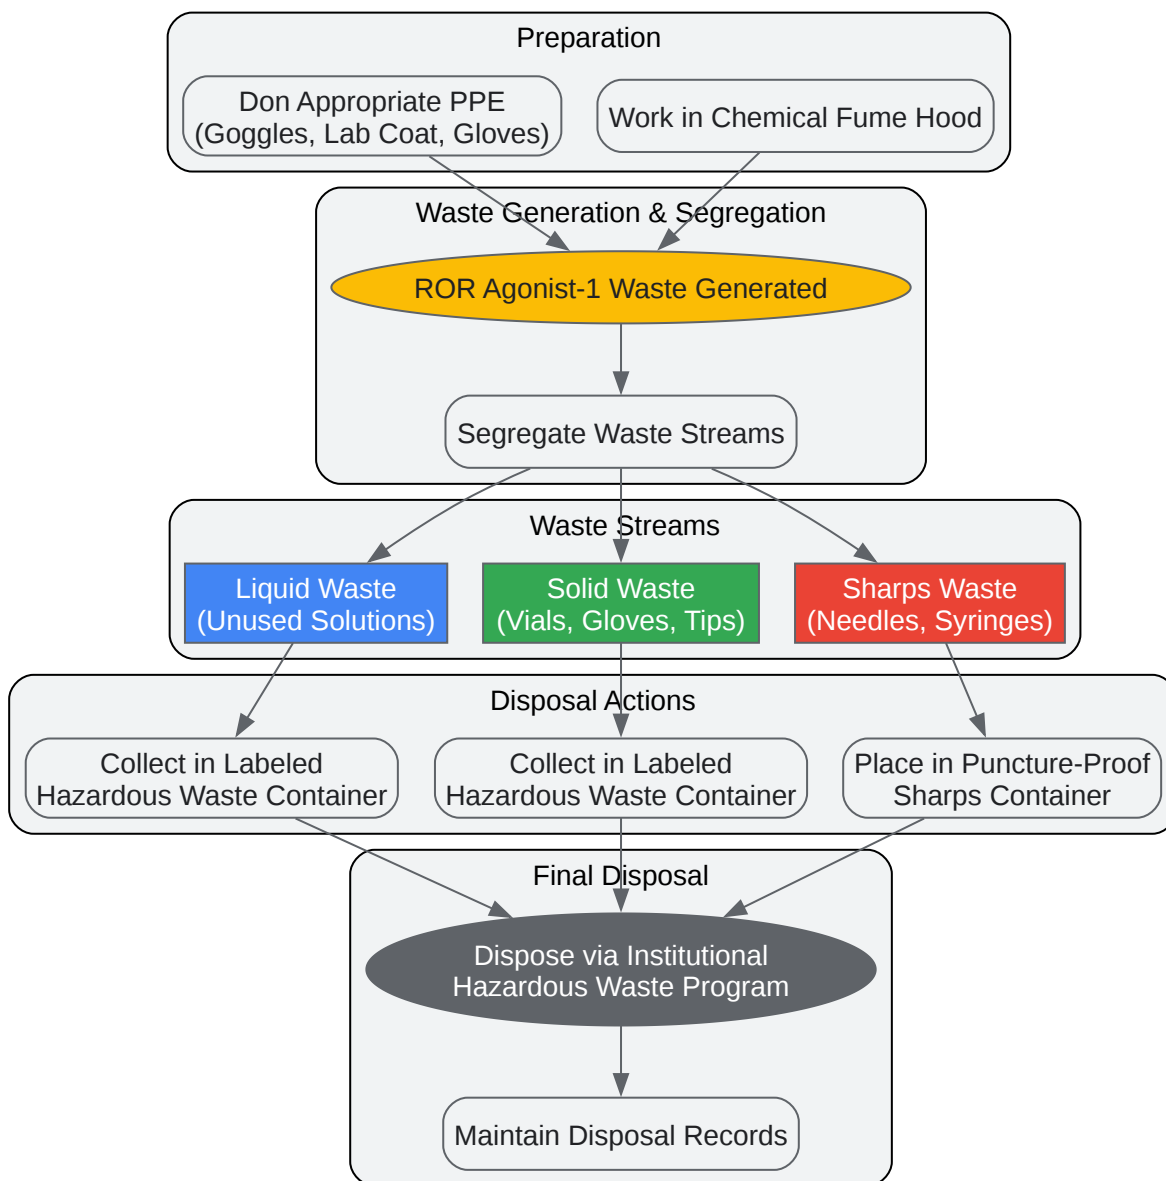 Preparation
Don Appropriate PPE
(Goggles, Lab Coat, Gloves)
Work in Chemical Fume Hood
Waste Generation & Segregation
ROR Agonist-1 Waste Generated
Segregate Waste Streams
Waste Streams
Liquid Waste
(Unused Solutions)
Solid Waste
(Vials, Gloves, Tips)
Sharps Waste
(Needles, Syringes)
Disposal Actions
Collect in Labeled
Hazardous Waste Container
Collect in Labeled
Hazardous Waste Container
Place in Puncture-Proof
Sharps Container
Final Disposal
Dispose via Institutional
Hazardous Waste Program
Maintain Disposal Records